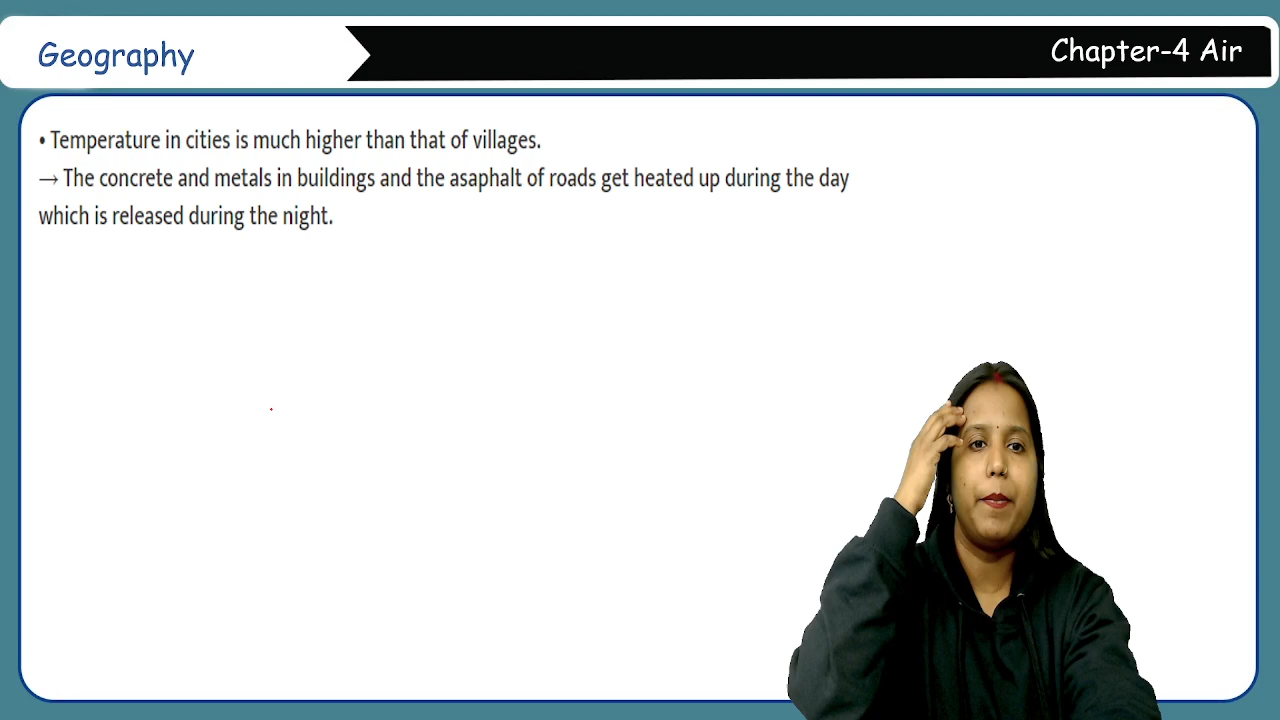 Geography
Chapter-4 Air
• Temperature in cities is much higher than that of villages.
→ The concrete and metals in buildings and the asaphalt of roads get heated up during the day
which is released during the night.